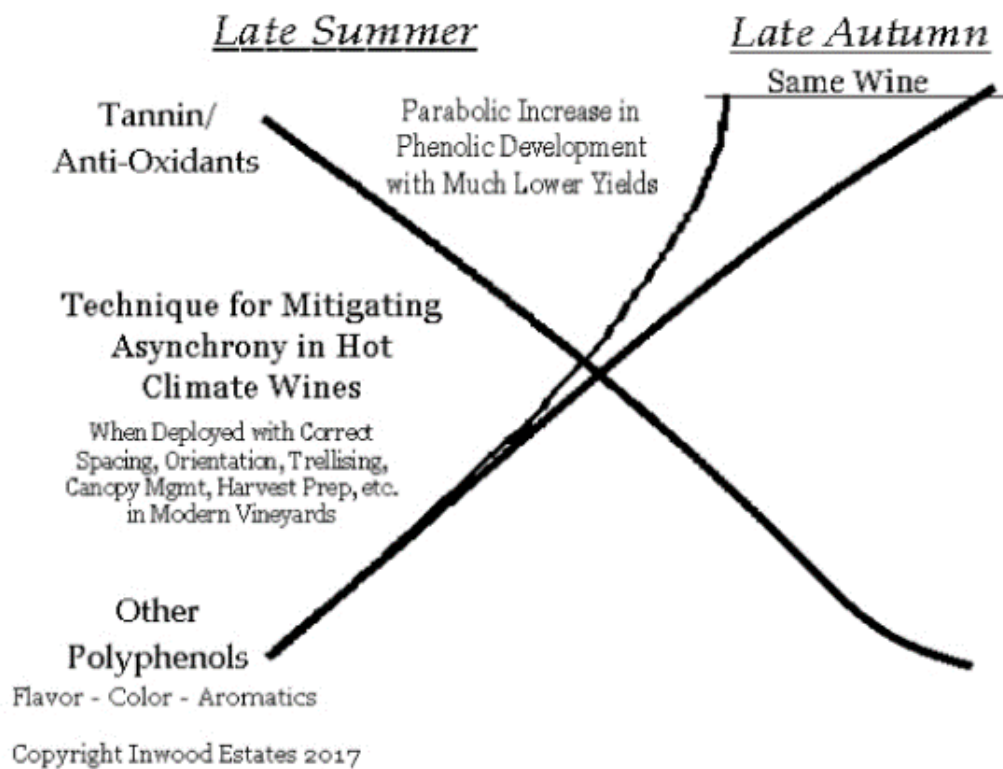 Late Summer
Late Autumn
Same Wine
Tannin/
Anti-Oxidants
Parabolic Increase in
Phenolic Development
with Much Lower Yields
Technique for Mitigating
Asynchrony in Hot
Climate Wines
When Deployed with Correct
Spacing, Orientation, Trellising,
Canopy Mgmt, Harvest Prep, etc.
in Modern Vineyards
Other
Polyphenols
Flavor - Color - Aromatics
Copyright Inwood Estates 2017